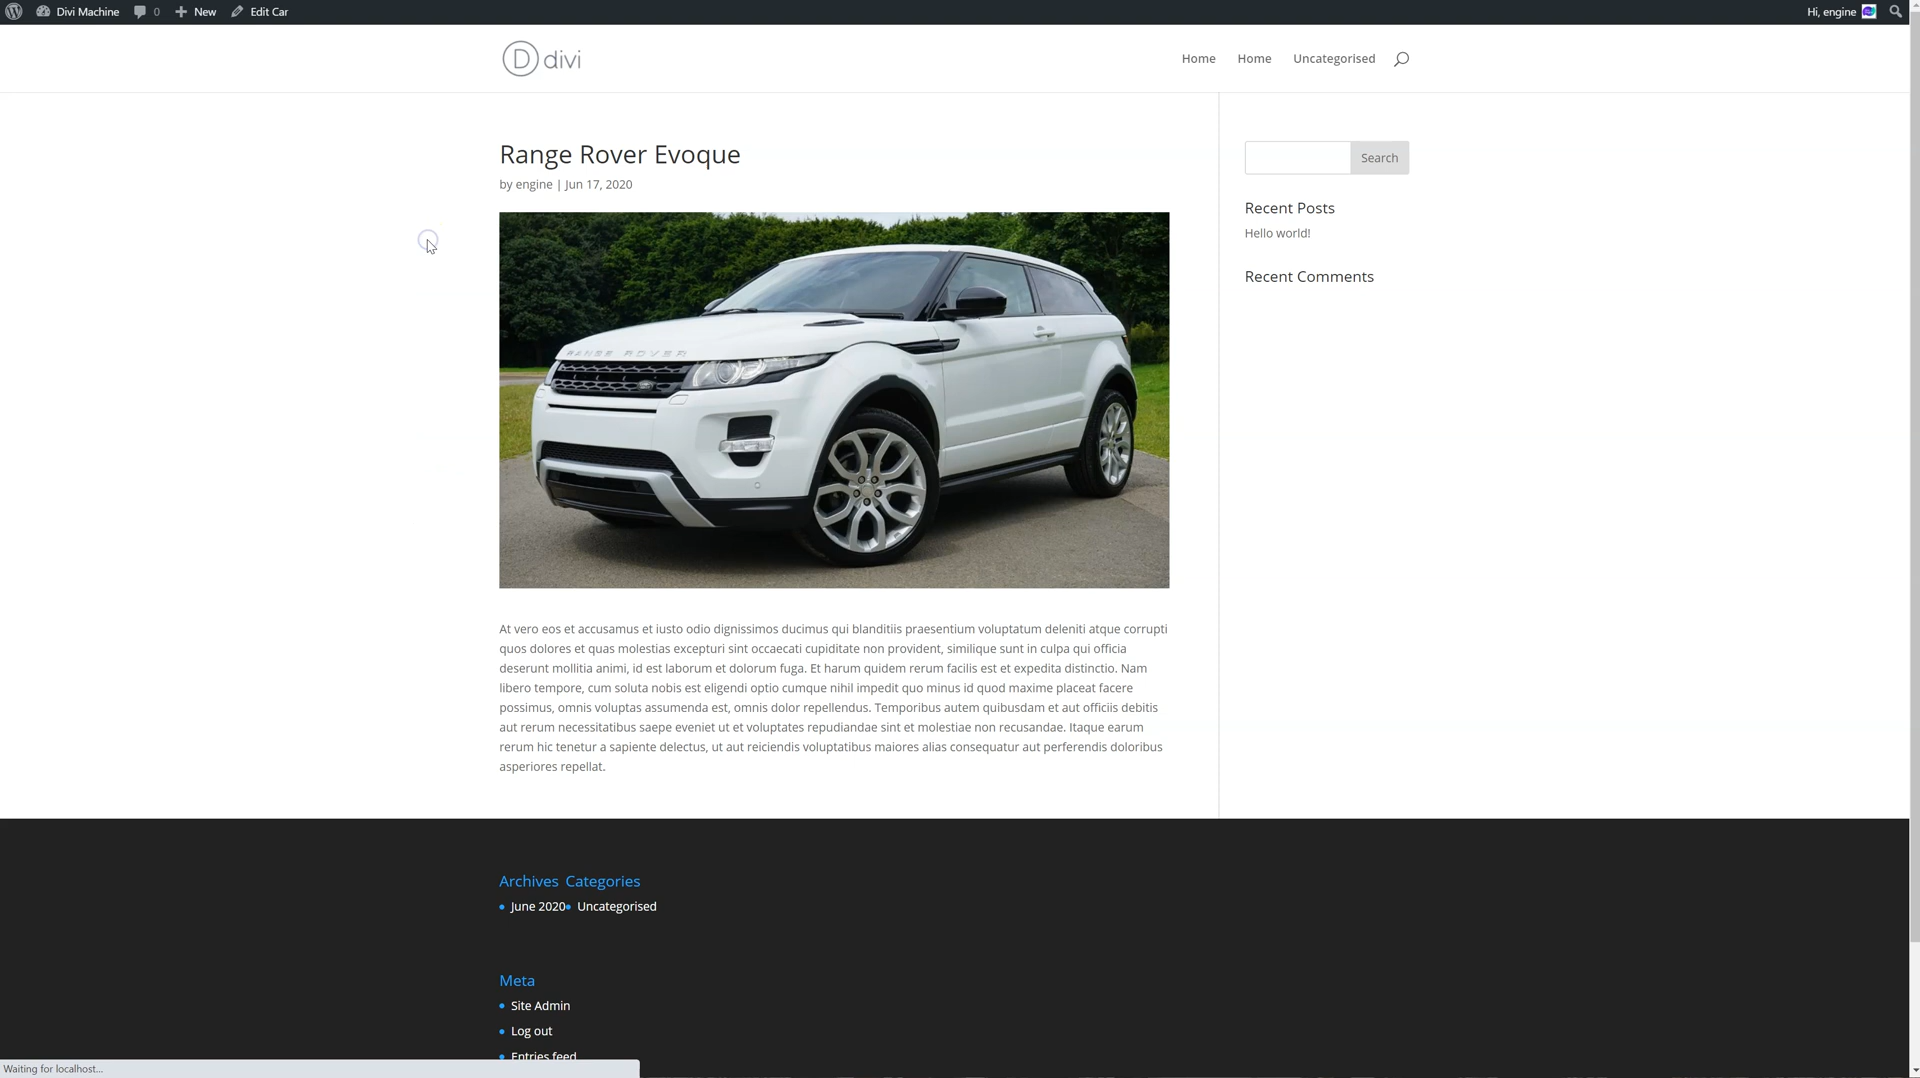 Divi Machine 0 New Edit Car Hi, engine
D divi Home Home Uncategorised
Range Rover Evoque
by engine | Jun 17, 2020
Search
Recent Posts
Hello world!
Recent Comments
RANGE ROVER
At vero eos et accusamus et iusto odio dignissimos ducimus qui blanditiis praesentium voluptatum deleniti atque corrupti
quos dolores et quas molestias excepturi sint occaecati cupiditate non provident, similique sunt in culpa qui officia
deserunt mollitia animi, id est laborum et dolorum fuga. Et harum quidem rerum facilis est et expedita distinctio. Nam
libero tempore, cum soluta nobis est eligendi optio cumque nihil impedit quo minus id quod maxime placeat facere
possimus, omnis voluptas assumenda est, omnis dolor repellendus. Temporibus autem quibusdam et aut officiis debitis
aut rerum necessitatibus saepe eveniet ut et voluptates repudiandae sint et molestiae non recusandae. Itaque earum
rerum hic tenetur a sapiente delectus, ut aut reiciendis voluptatibus maiores alias consequatur aut perferendis doloribus
asperiores repellat.
Archives Categories
June 2020 Uncategorised
Meta
Site Admin
Log out
Entries feed
Waiting for localhost...